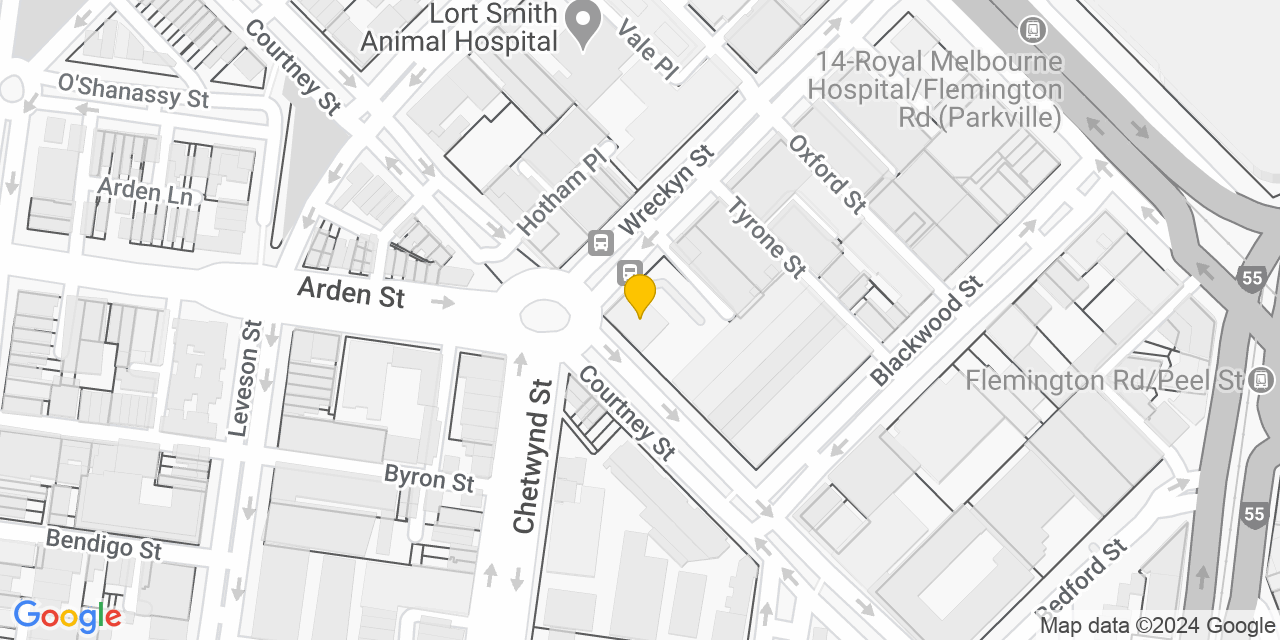 Lort Smith
Animal Hospital
Vale Pl
Courtney St
14-Royal Melbourne
Hospital/Flemington
Rd (Parkville)
O'Shanassy St
Arden Ln
Hotham Pl
Wreckyn St
Oxford St
Tyrone St
55
Arden St
Blackwood St
Leveson St
Chetwynd St
Courtney St
Flemington Rd/Peel St
Byron St
55
Bendigo St
Bedford St
Google
Map data ©2024 Google